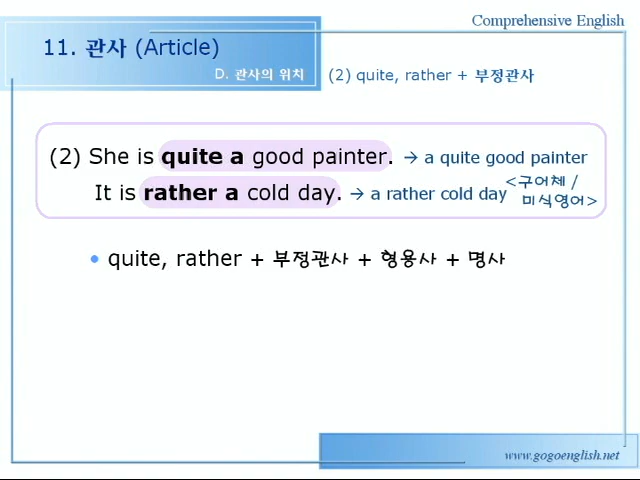 Comprehensive English
11. 관사 (Article)
D. 관사의 위치
(2) quite, rather + 부정관사
(2) She is quite a good painter. → a quite good painter
It is rather a cold day. → a rather cold day <구어체 /
미식영어>
• quite, rather + 부정관사 + 형용사 + 명사
www.gogoenglish.net